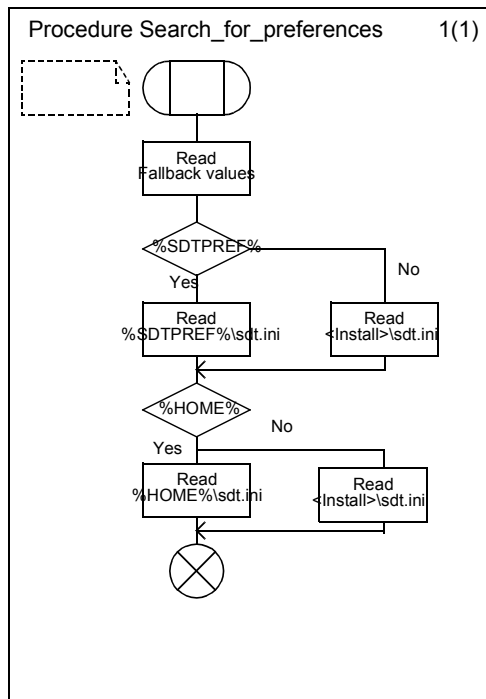 Procedure Search_for_preferences 1(1)
Read
Fallback values
%SDTPREF%
No
Yes
Read
%SDTPREF%\sdt.ini
Read
<Install>\sdt.ini
%HOME%
No
Yes
Read
%HOME%\sdt.ini
Read
<Install>\sdt.ini